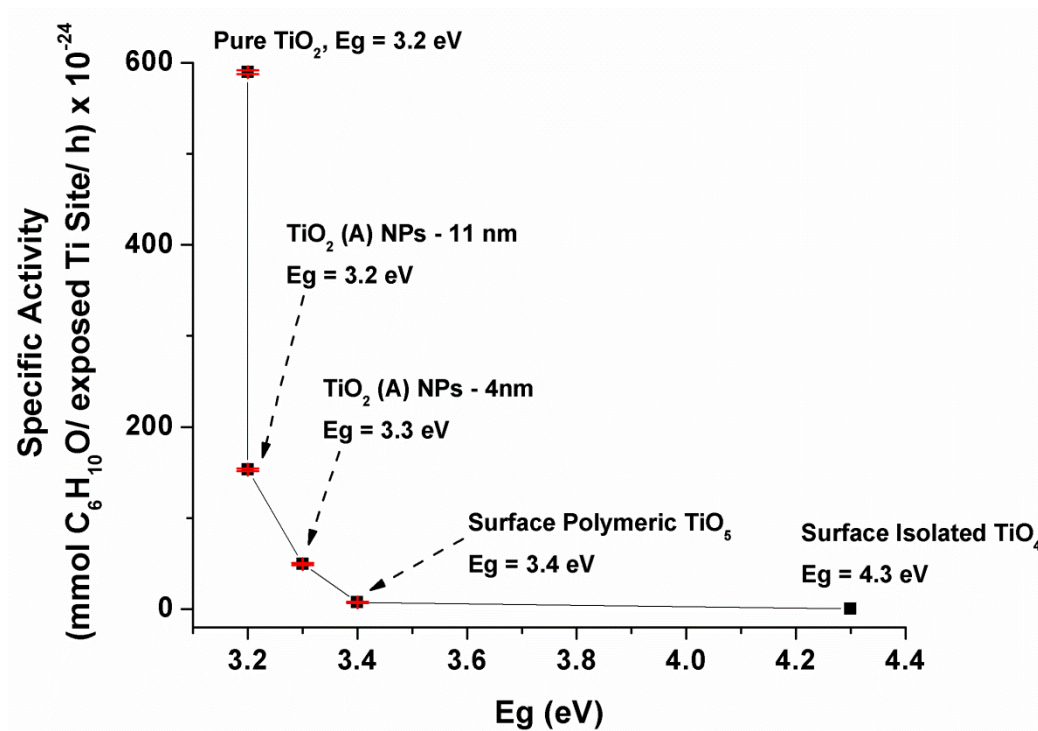 Pure TiO₂, Eg = 3.2 eV
600
TiO₂ (A) NPs - 11 nm
Eg = 3.2 eV
400
TiO₂ (A) NPs - 4nm
Eg = 3.3 eV
200
Surface Polymeric TiO₅
Eg = 3.4 eV
Surface Isolated TiO₄
Eg = 4.3 eV
0
3.2 3.4 3.6 3.8 4.0 4.2 4.4
Eg (eV)
Specific Activity
(mmol C₆H₁₀O/ exposed Ti Site/ h) x 10⁻²⁴